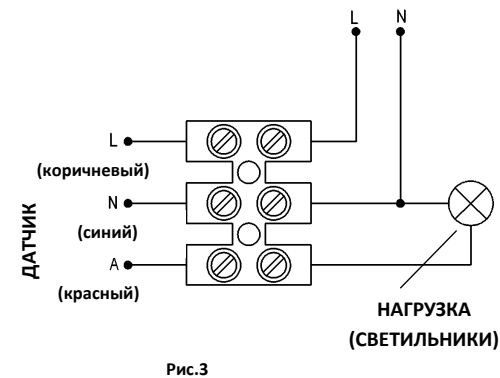 L N
L
(коричневый)
N
(синий)
A
(красный)
ДАТЧИК
НАГРУЗКА
(СВЕТИЛЬНИКИ)
Рис.3